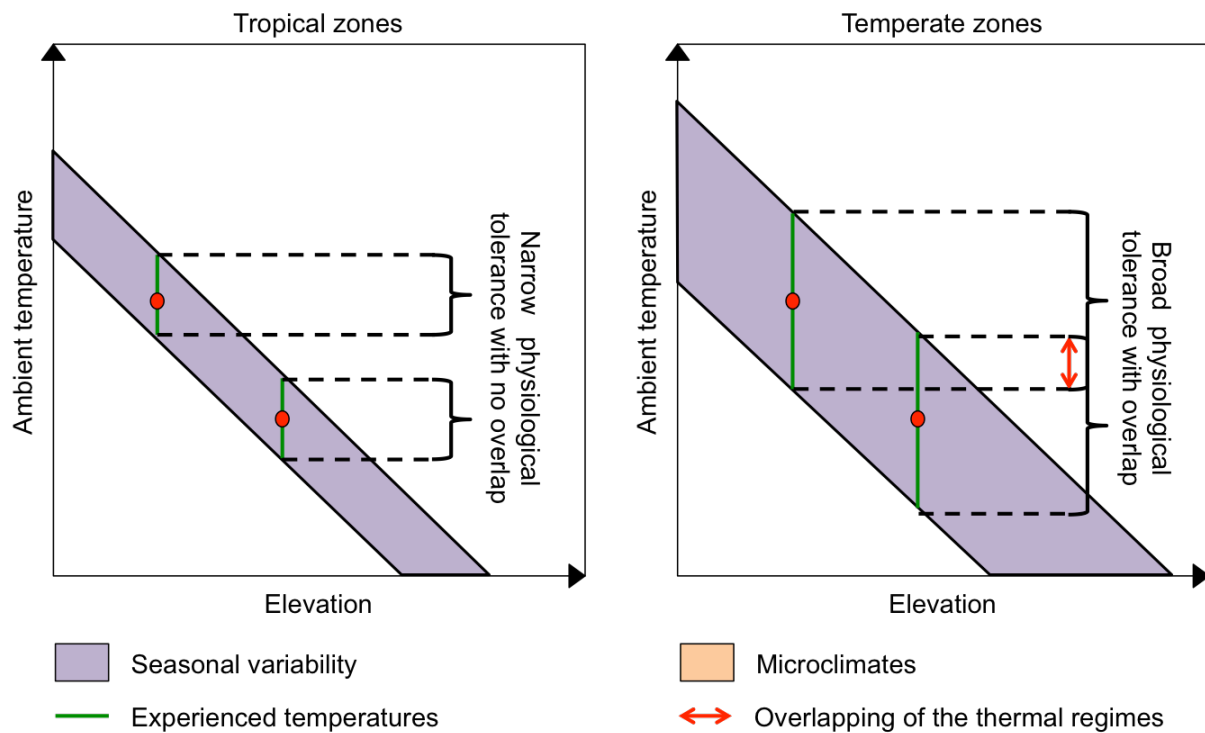 Tropical zones
Temperate zones
Ambient temperature
Narrow physiological
tolerance with no overlap
Elevation
Ambient temperature
Broad physiological
tolerance with overlap
Elevation
Seasonal variability
Microclimates
Experienced temperatures
Overlapping of the thermal regimes